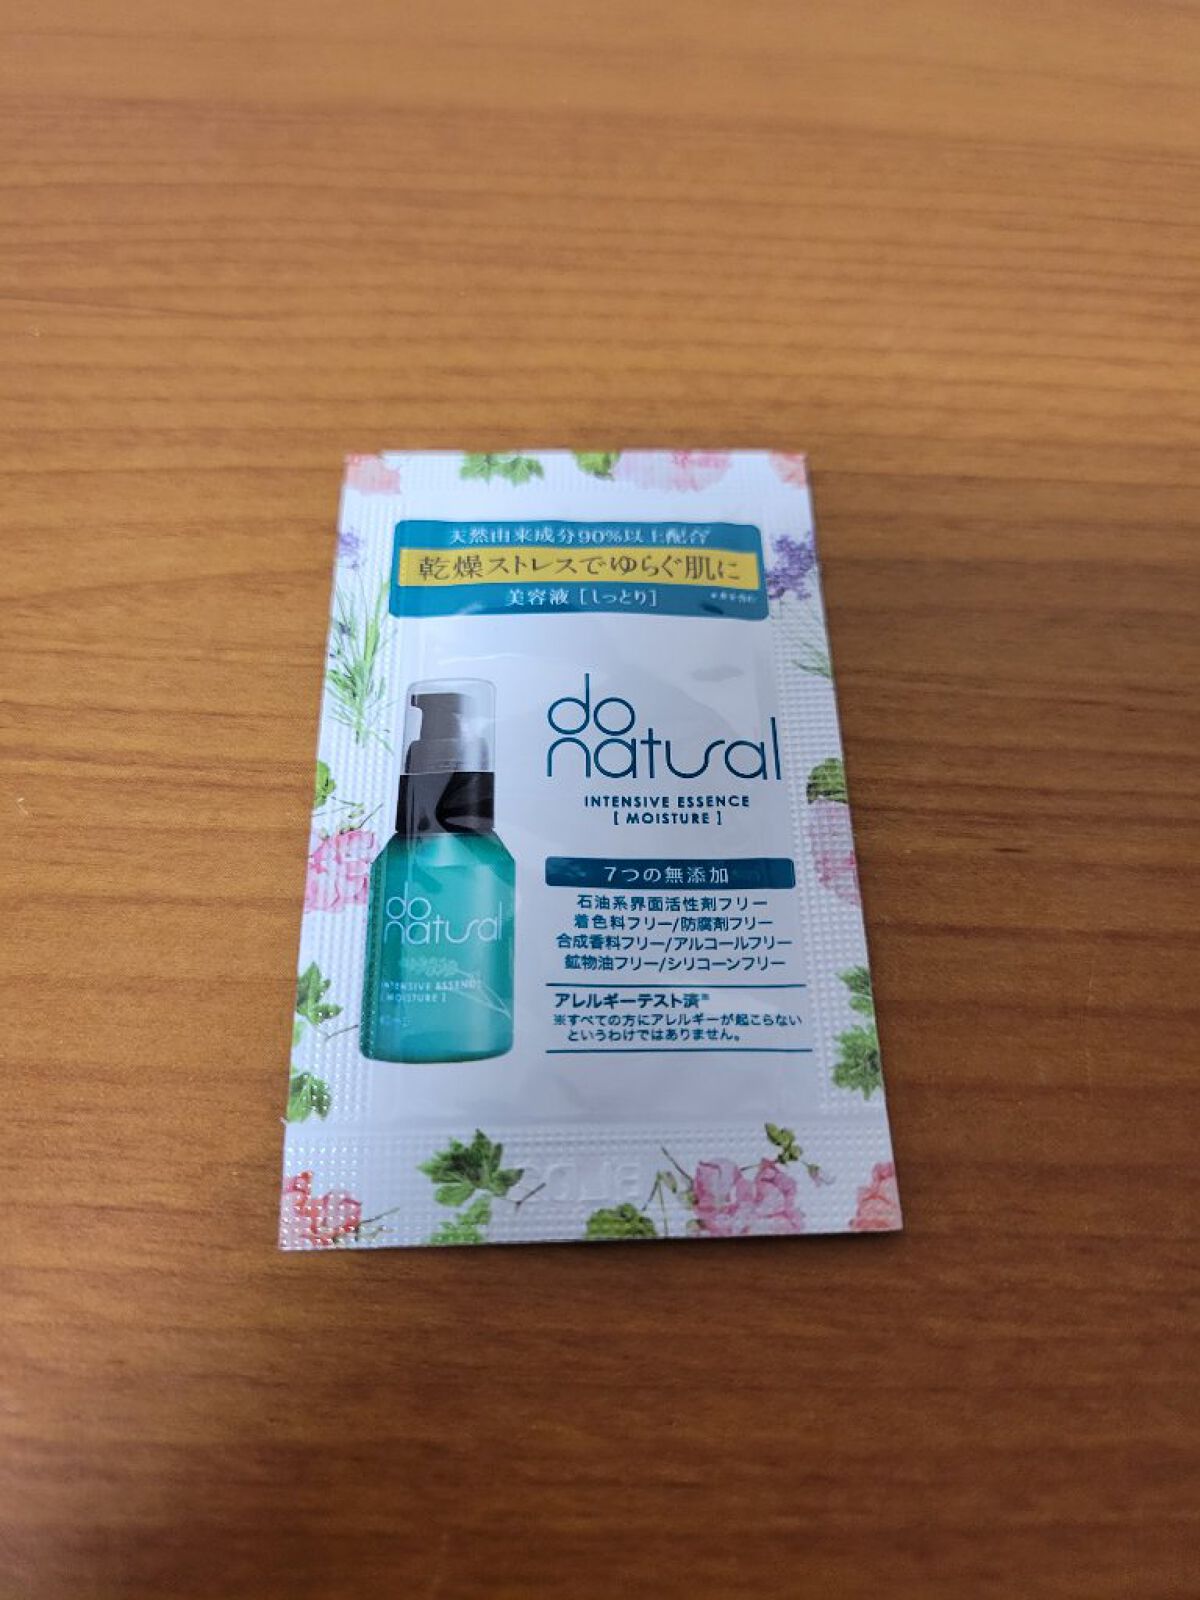 天然由来成分90%以上配合
乾燥ストレスでゆらぐ肌に
美容液 [しっとり]
do
natural
INTENSIVE ESSENCE
[ MOISTURE ]
7つの無添加
石油系界面活性剤フリー
着色料フリー/防腐剤フリー
合成香料フリー/アルコールフリー
鉱物油フリー/シリコーンフリー
アレルギーテスト済※
※すべての方にアレルギーが起こらない
というわけではありません。
do
natural
INTENSIVE ESSENCE
[ MOISTURE ]